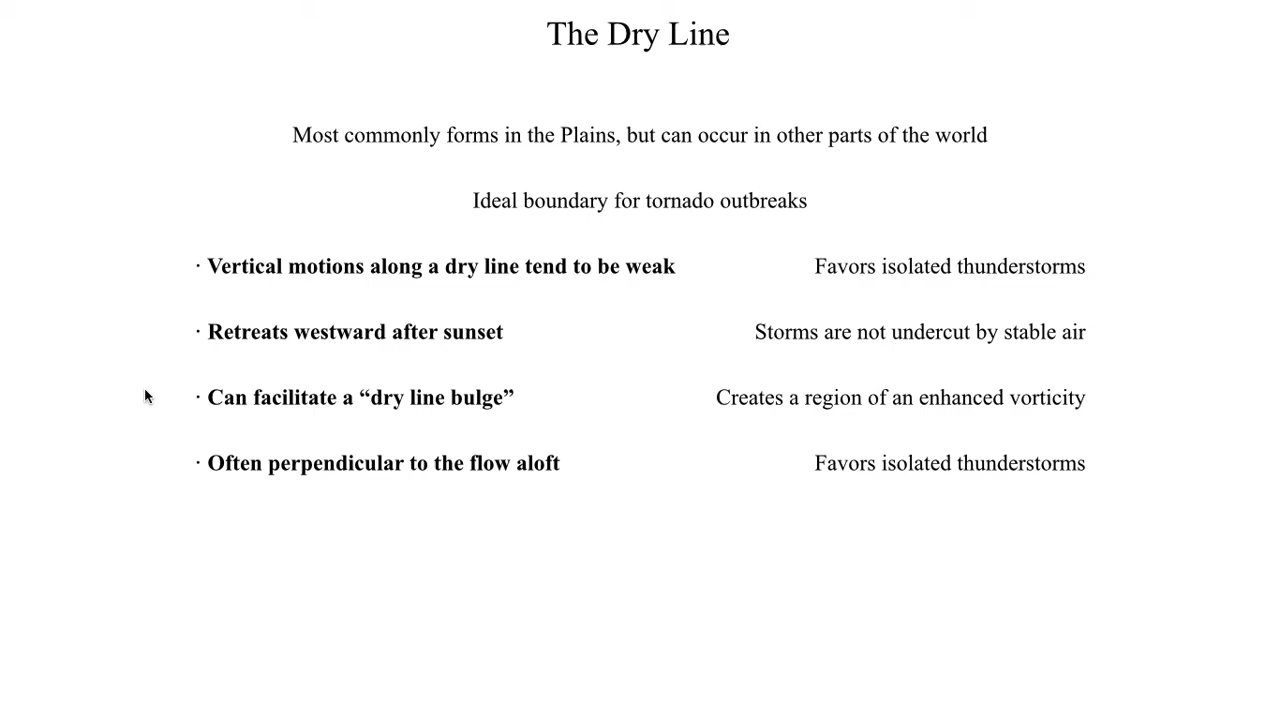 The Dry Line
Most commonly forms in the Plains, but can occur in other parts of the world
Ideal boundary for tornado outbreaks
· Vertical motions along a dry line tend to be weak Favors isolated thunderstorms
· Retreats westward after sunset Storms are not undercut by stable air
· Can facilitate a “dry line bulge” Creates a region of an enhanced vorticity
· Often perpendicular to the flow aloft Favors isolated thunderstorms